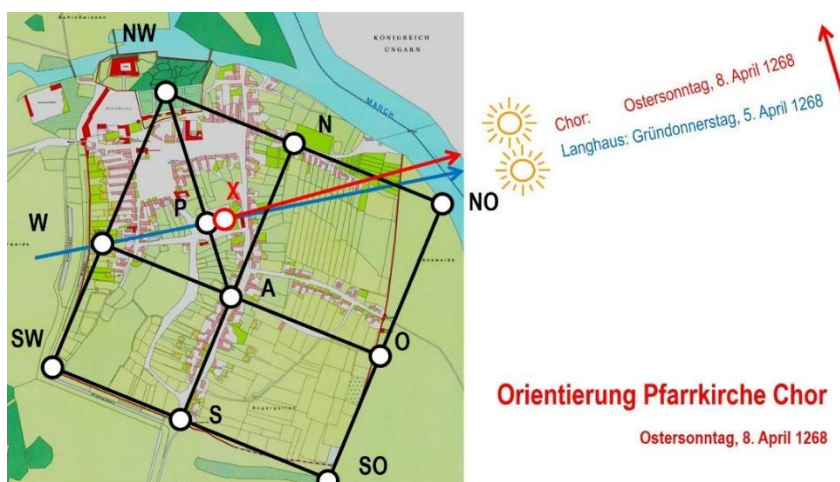 NW
KÖNIGREICH
UNGARN
MARCH
N
Chor: Ostersonntag, 8. April 1268
Langhaus: Gründonnerstag, 5. April 1268
X
P
NO
W
A
SW
O
S
Angergarten
SO
Orientierung Pfarrkirche Chor
Ostersonntag, 8. April 1268